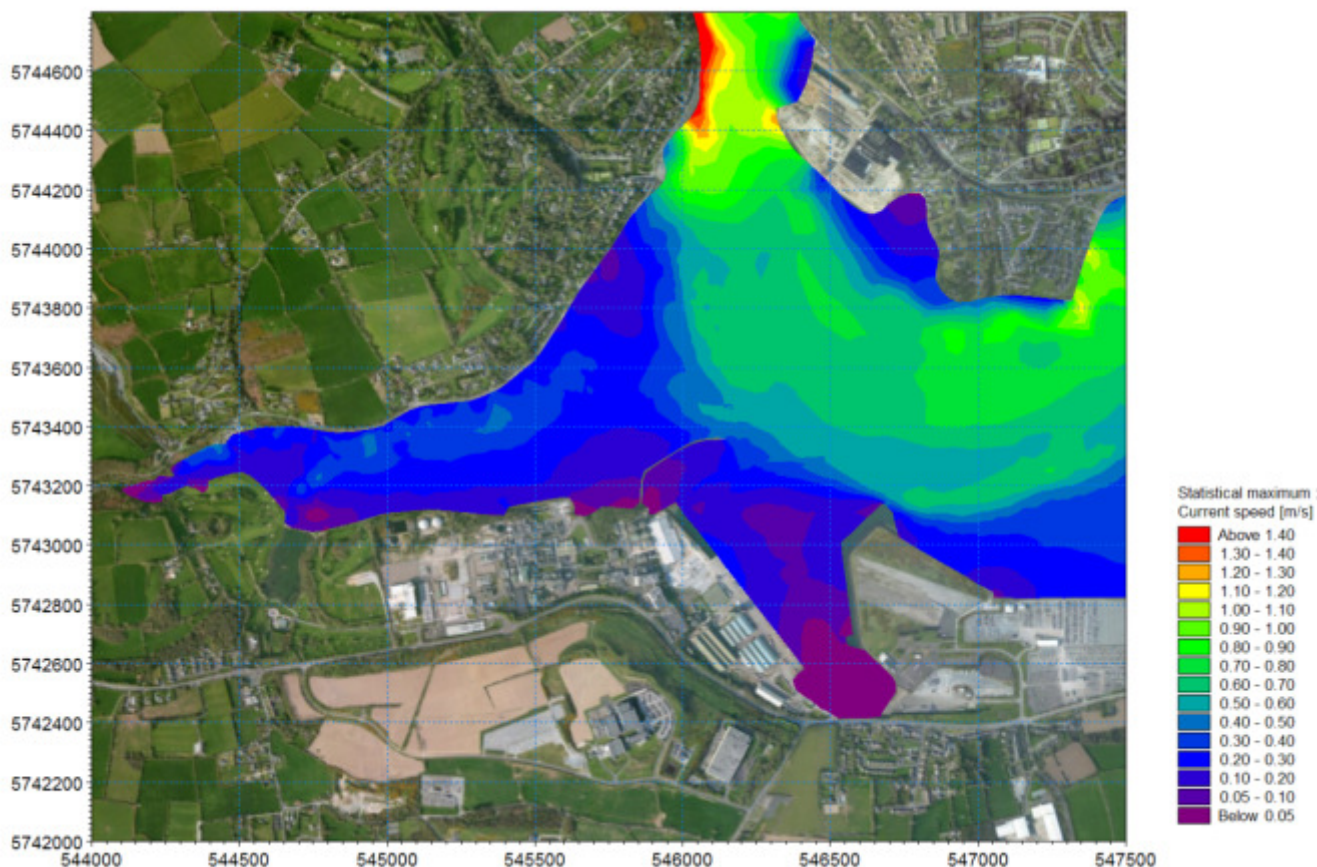 5744600
5744400
5744200
5744000
5743800
5743600
5743400
5743200
5743000
5742800
5742600
5742400
5742200
5742000
544000 544500 545000 545500 546000 546500 547000 547500
Statistical maximum :
Current speed [m/s]
Above 1.40
1.30 - 1.40
1.20 - 1.30
1.10 - 1.20
1.00 - 1.10
0.90 - 1.00
0.80 - 0.90
0.70 - 0.80
0.60 - 0.70
0.50 - 0.60
0.40 - 0.50
0.30 - 0.40
0.20 - 0.30
0.10 - 0.20
0.05 - 0.10
Below 0.05